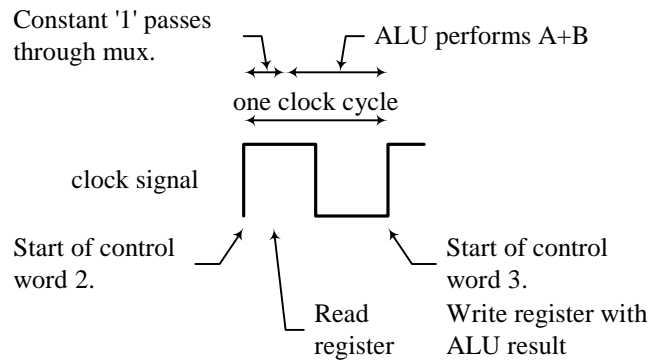 Constant '1' passes
through mux.
ALU performs A+B
one clock cycle
clock signal
Start of control
word 2.
Read
register
Start of control
word 3.
Write register with
ALU result